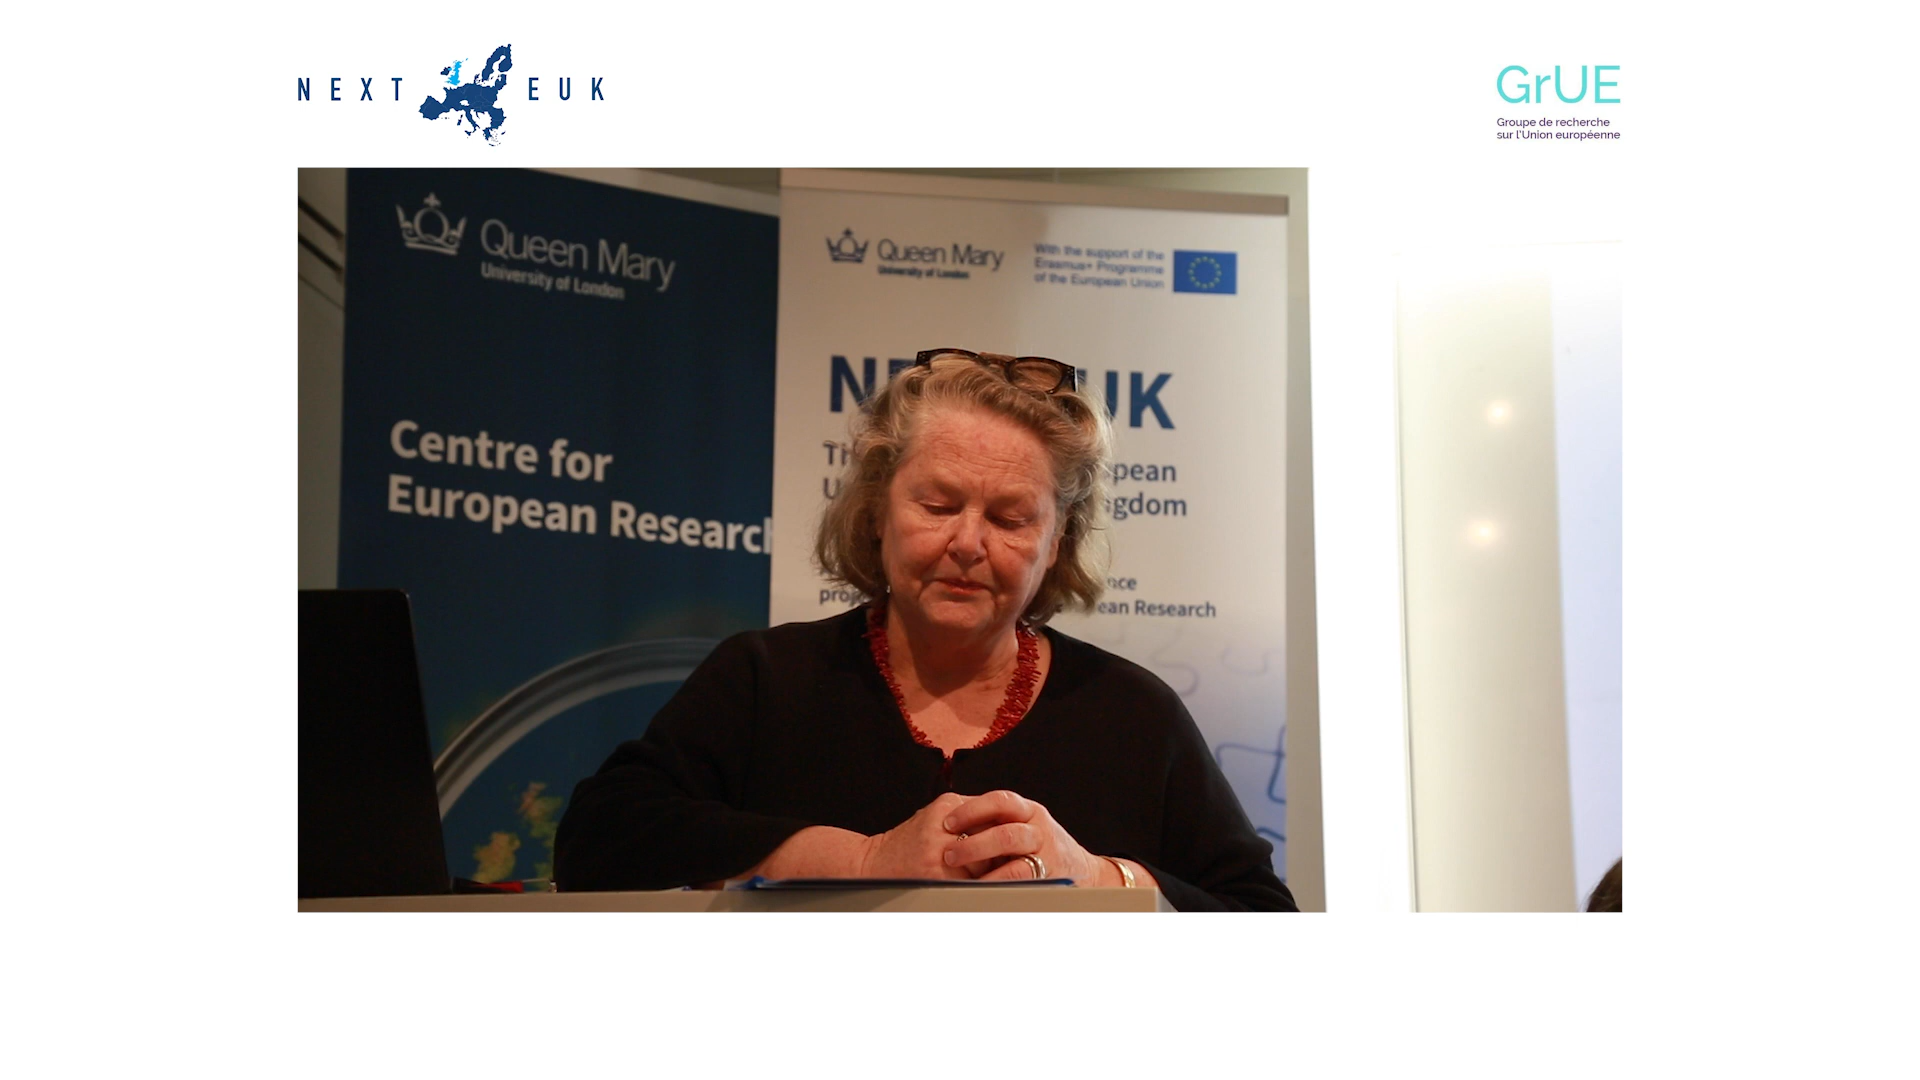 NEXT EUK
GrUE
Groupe de recherche
sur l'Union européenne
Queen Mary
University of London
Centre for
European Research
Queen Mary
University of London
With the support of the
Erasmus+ Programme
of the European Union
N UK
pean
gdom
ean Research